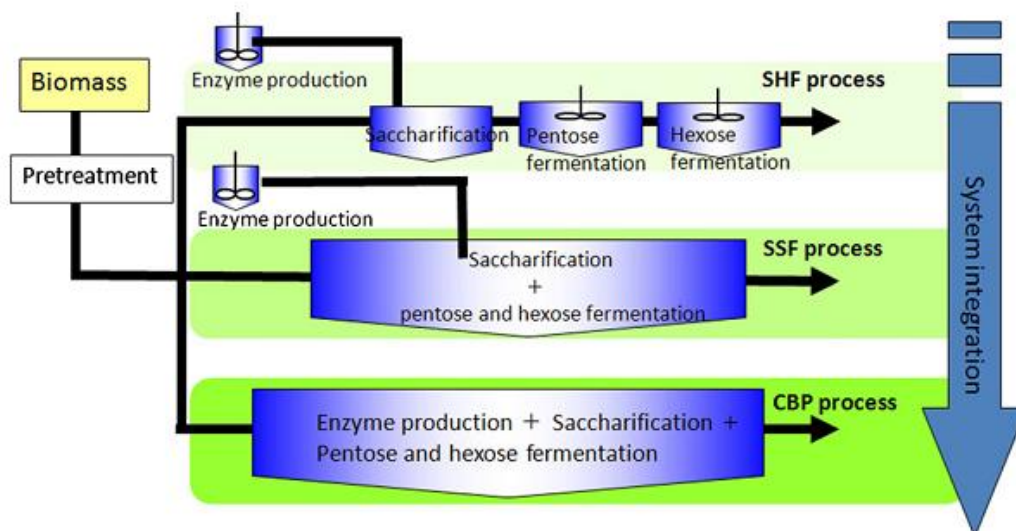 Biomass
Pretreatment
Enzyme production
SHF process
Saccharification
Pentose
fermentation
Hexose
fermentation
Enzyme production
SSF process
Saccharification
+
pentose and hexose fermentation
CBP process
Enzyme production + Saccharification +
Pentose and hexose fermentation
System integration